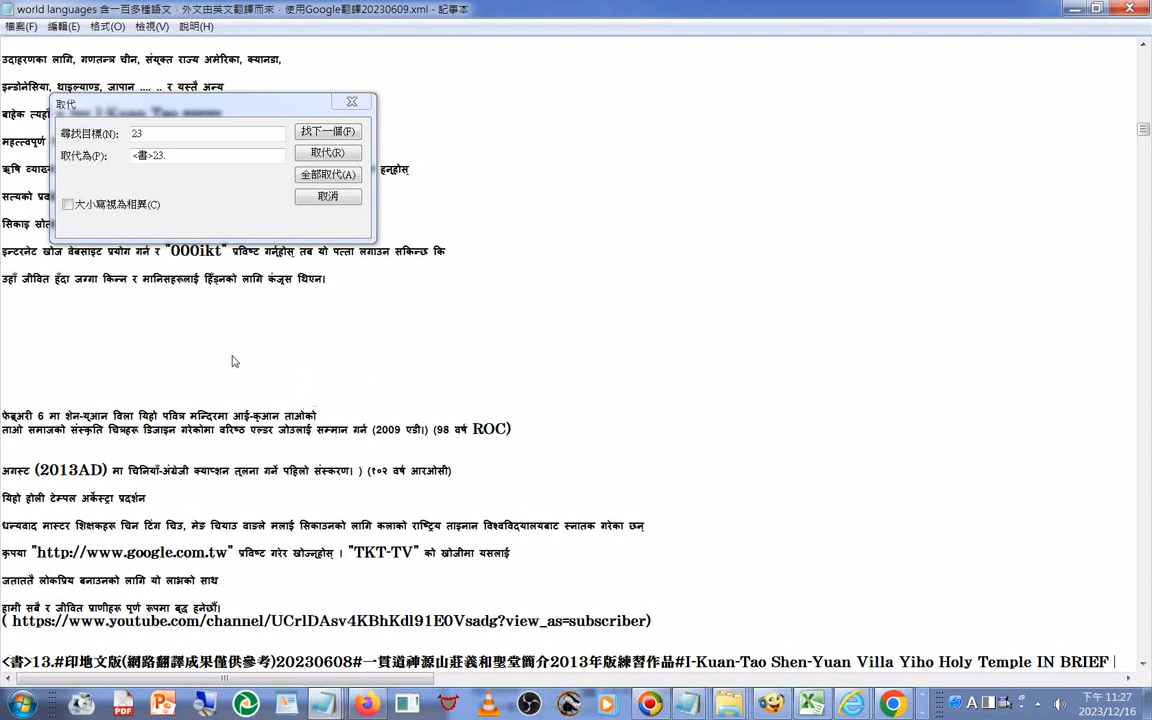 world languages 含一百多種語文，外文由英文翻譯而來，使用Google翻譯20230609.xml - 記事本
檔案(F) 編輯(E) 格式(O) 檢視(V) 說明(H)
उदाहरणका लागि, गणतन्त्र चीन, संयुक्त राज्य अमेरिका, क्यानडा,
इन्डोनेसिया, थाइल्याण्ड, जापान .... .. र यस्तै अन्य
बाहेक त्यहाँ
महत्त्वपूर्ण
ऋषि व्याख्
सत्यको प्रव
सिकाइ स्रोत
हुनुहोस्
取代
尋找目標(N): 23
找下一個(F)
取代為(P): <書>23.
取代(R)
全部取代(A)
取消
大小寫視為相異(C)
इन्टरनेट खोज वेबसाइट प्रयोग गर्न र "000ikt" प्रविष्ट गर्नुहोस् तब यो पत्ता लगाउन सकिन्छ कि
उहाँ जीवित हुँदा जग्गा किन्न र मानिसहरूलाई हिँड्नको लागि कंजूस थिएन।
फेब्रुअरी 6 मा शेन-युआन विला यिहो पवित्र मन्दिरमा आई-कुआन ताओको
ताओ समाजको संस्कृति चित्रहरू डिजाइन गरेकोमा वरिष्ठ एल्डर जोउलाई सम्मान गर्न (2009 एडी।) (98 वर्ष ROC)
अगस्ट (2013AD) मा चिनियाँ-अंग्रेजी क्याप्शन तुलना गर्ने पहिलो संस्करण। ) (१०२ वर्ष आरओसी)
यिहो होली टेम्पल अर्केस्ट्रा प्रदर्शन
धन्यवाद मास्टर शिक्षकहरू चिन टिंग चिउ, मेङ चियाउ वाङले मलाई सिकाउनको लागि कलाको राष्ट्रिय ताइनान विश्वविद्यालयबाट स्नातक गरेका छन्
कृपया "http://www.google.com.tw" प्रविष्ट गरेर खोज्नुहोस् । "TKT-TV" को खोजीमा यसलाई
जताततै लोकप्रिय बनाउनको लागि यो लाभको साथ
हामी सबै र जीवित प्राणीहरू पूर्ण रूपमा बुद्ध हुनेछौं।
( https://www.youtube.com/channel/UCrlDAsv4KBhKdl91E0Vsadg?view_as=subscriber)
<書>13.#印地文版(網路翻譯成果僅供參考)20230608#一貫道神源山莊義和聖堂簡介2013年版練習作品#I-Kuan-Tao Shen-Yuan Villa Yiho Holy Temple IN BRIEF
下午 11:27
2023/12/16